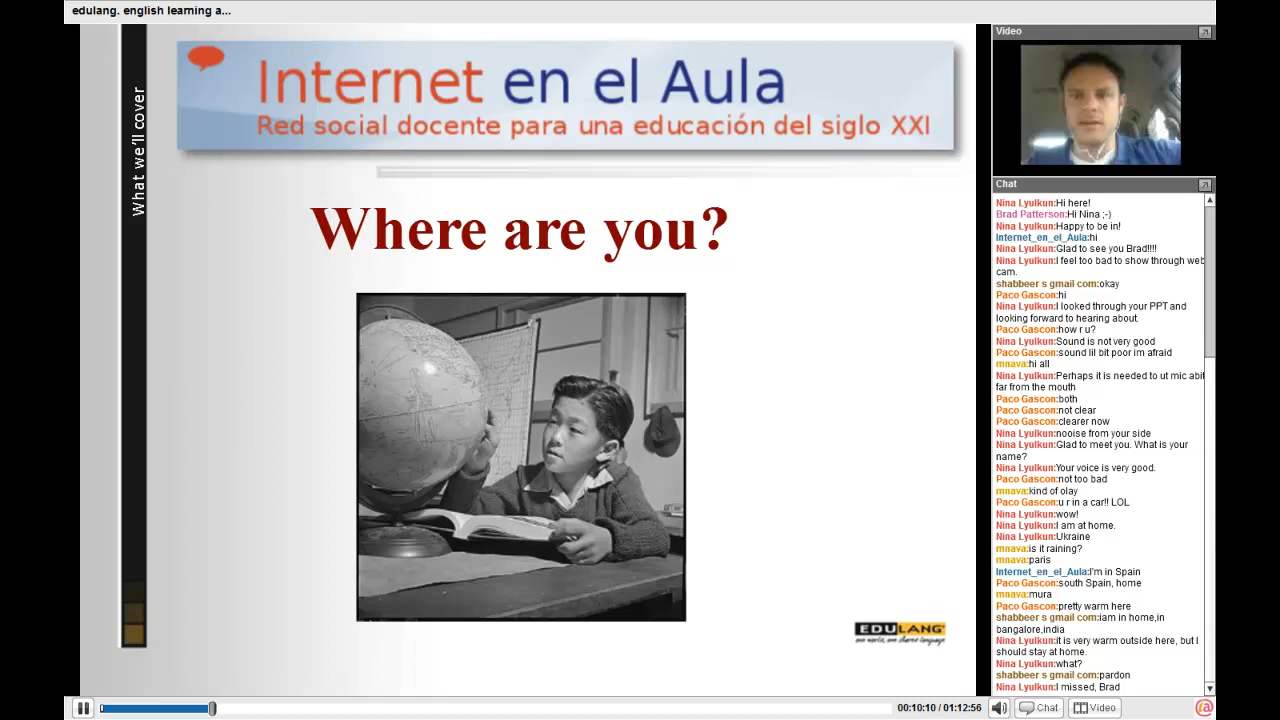 edulang. english learning a...
What we'll cover
Internet en el Aula
Red social docente para una educación del siglo XXI
Where are you?
EDULANG
one world, one shared language
Video
Chat
Nina Lyulkun:Hi here!
Brad Patterson:Hi Nina ;-)
Nina Lyulkun:Happy to be in!
Internet_en_el_Aula:hi
Nina Lyulkun:Glad to see you Brad!!!!
Nina Lyulkun:I feel too bad to show through web
cam.
shabbeer s gmail com:okay
Paco Gascon:hi
Nina Lyulkun:I looked through your PPT and
looking forward to hearing about.
Paco Gascon:how r u?
Nina Lyulkun:Sound is not very good
Paco Gascon:sound lil bit poor im afraid
mnava:hi all
Nina Lyulkun:Perhaps it is needed to ut mic abit
far from the mouth
Paco Gascon:both
Paco Gascon:not clear
Paco Gascon:clearer now
Nina Lyulkun:nooise from your side
Nina Lyulkun:Glad to meet you. What is your
name?
Nina Lyulkun:Your voice is very good.
Paco Gascon:not too bad
mnava:kind of olay
Paco Gascon:u r in a car!! LOL
Nina Lyulkun:wow!
Nina Lyulkun:I am at home.
Nina Lyulkun:Ukraine
mnava:is it raining?
mnava:paris
Internet_en_el_Aula:I'm in Spain
Paco Gascon:south Spain, home
mnava:mura
Paco Gascon:pretty warm here
shabbeer s gmail com:iam in home,in
bangalore,india
Nina Lyulkun:it is very warm outside here, but I
should stay at home.
Nina Lyulkun:what?
shabbeer s gmail com:pardon
Nina Lyulkun:I missed, Brad
00:10:10 / 01:12:56
Chat
Video